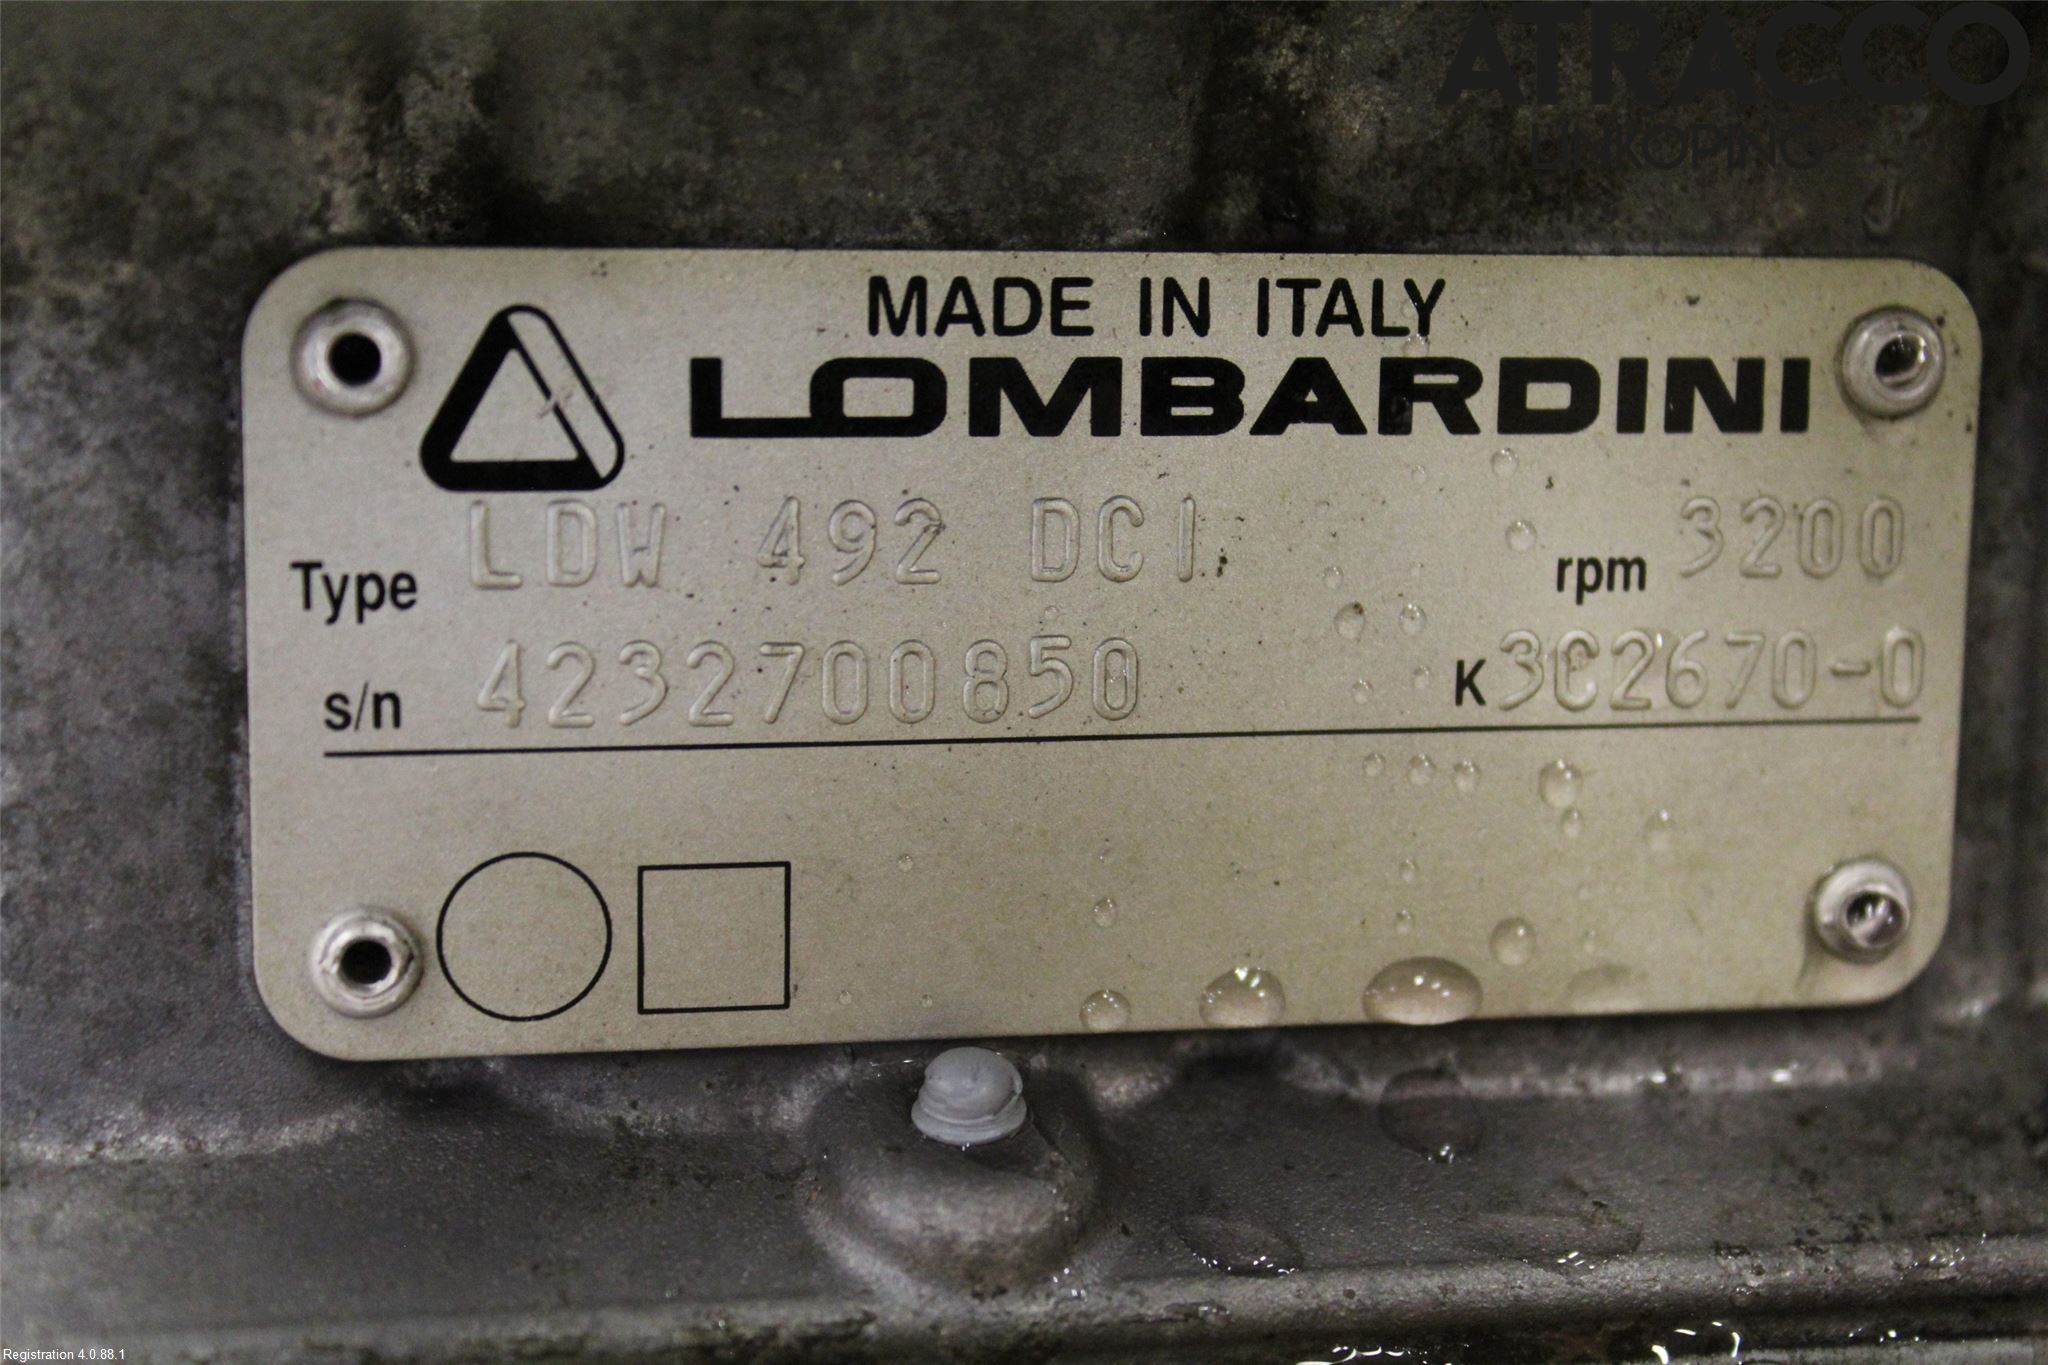 ATRACCO
LINKÖPING
MADE IN ITALY
LOMBARDINI
Type LDW 492 DCI rpm 3200
s/n 4232700850 K 3C2670-0
Registration 4.0.88.1